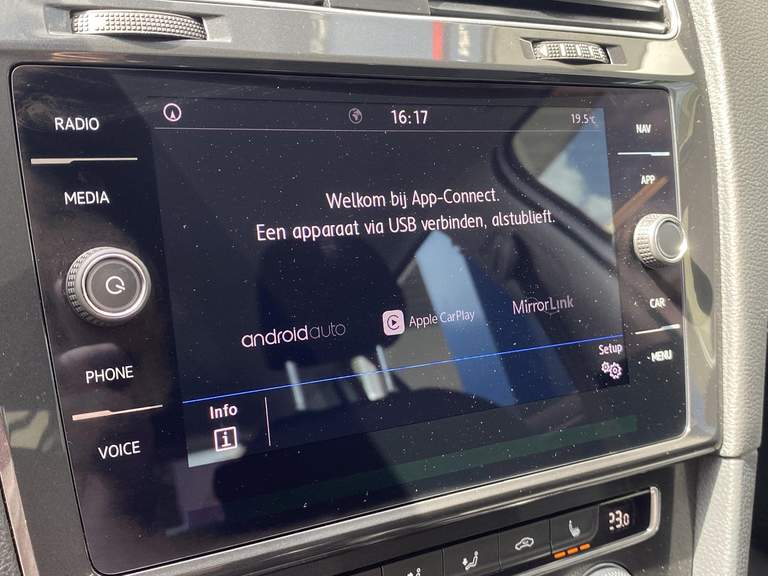 RADIO
MEDIA
PHONE
VOICE
16:17
19.5°C
Welkom bij App-Connect.
Een apparaat via USB verbinden, alstublieft.
androidauto
Apple CarPlay
MirrorLink
Setup
Info
NAV
APP
CAR
MENU
23.0